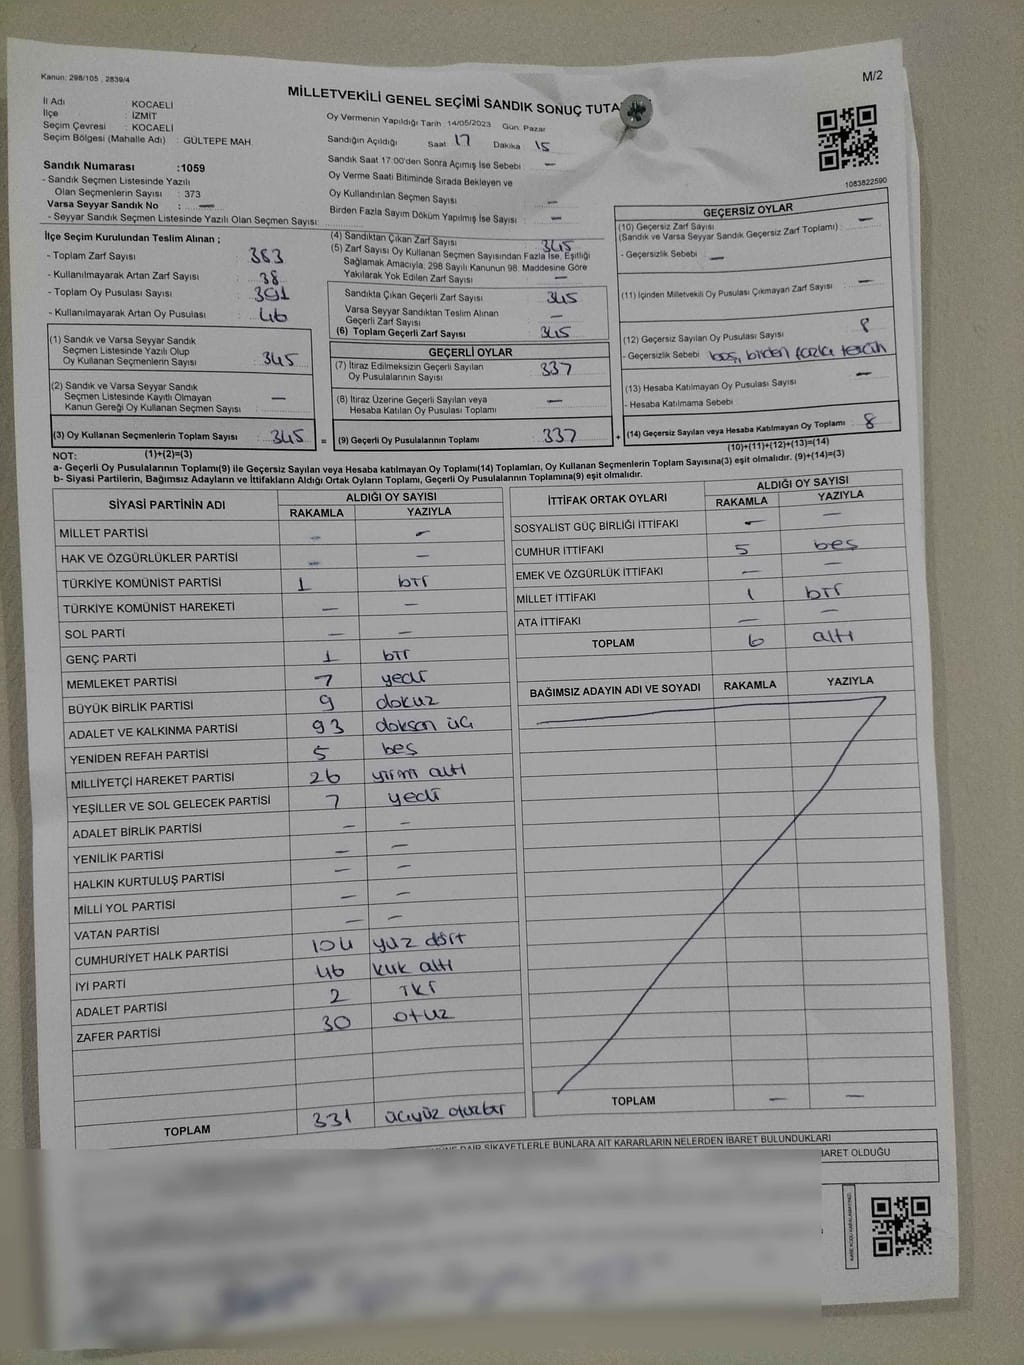 Kanun: 298/105 , 2839/4
M/2
MİLLETVEKİLİ GENEL SEÇİMİ SANDIK SONUÇ TUTA
İl Adı KOCAELİ
İlçe : İZMİT
Seçim Çevresi : KOCAELİ
Seçim Bölgesi (Mahalle Adı) : GÜLTEPE MAH.
Sandık Numarası :1059
- Sandık Seçmen Listesinde Yazılı
Olan Seçmenlerin Sayısı : 373
Varsa Seyyar Sandık No : —
- Seyyar Sandık Seçmen Listesinde Yazılı Olan Seçmen Sayısı:
Oy Vermenin Yapıldığı Tarih : 14/05/2023 Gün: Pazar
Sandığın Açıldığı Saat 17 Dakika 15
Sandık Saat 17:00'den Sonra Açımış İse Sebebi : —
Oy Verme Saati Bitiminde Sırada Bekleyen ve
Oy Kullandırılan Seçmen Sayısı : —
Birden Fazla Sayım Döküm Yapılmış İse Sayısı : —
1083822590
İlçe Seçim Kurulundan Teslim Alınan ;
- Toplam Zarf Sayısı : 383
- Kullanılmayarak Artan Zarf Sayısı : 38
- Toplam Oy Pusulası Sayısı : 391
- Kullanılmayarak Artan Oy Pusulası : 46
(1) Sandık ve Varsa Seyyar Sandık
Seçmen Listesinde Yazılı Olup
Oy Kullanan Seçmenlerin Sayısı : 345
(2) Sandık ve Varsa Seyyar Sandık
Seçmen Listesinde Kayıtlı Olmayan
Kanun Gereği Oy Kullanan Seçmen Sayısı : —
(3) Oy Kullanan Seçmenlerin Toplam Sayısı : 345 =
(4) Sandıktan Çıkan Zarf Sayısı : 345
(5) Zarf Sayısı Oy Kullanan Seçmen Sayısından Fazla İse, Eşitliği
Sağlamak Amacıyla; 298 Sayılı Kanunun 98. Maddesine Göre
Yakılarak Yok Edilen Zarf Sayısı : —
Sandıkta Çıkan Geçerli Zarf Sayısı : 345
Varsa Seyyar Sandıktan Teslim Alınan
Geçerli Zarf Sayısı : —
(6) Toplam Geçerli Zarf Sayısı : 345
GEÇERLİ OYLAR
(7) İtiraz Edilmeksizin Geçerli Sayılan
Oy Pusulalarının Sayısı : 337
(8) İtiraz Üzerine Geçerli Sayılan veya
Hesaba Katılan Oy Pusulası Toplamı : —
(9) Geçerli Oy Pusulalarının Toplamı : 337 +
GEÇERSİZ OYLAR
(10) Geçersiz Zarf Sayısı : —
(Sandık ve Varsa Seyyar Sandık Geçersiz Zarf Toplamı)
- Geçersizlik Sebebi : —
(11) İçinden Milletvekili Oy Pusulası Çıkmayan Zarf Sayısı : —
(12) Geçersiz Sayılan Oy Pusulası Sayısı : 8
- Geçersizlik Sebebi : boş, birden fazla tercih
(13) Hesaba Katılmayan Oy Pusulası Sayısı : —
- Hesaba Katılmama Sebebi :
(14) Geçersiz Sayılan veya Hesaba Katılmayan Oy Toplamı : 8
NOT: (1)+(2)=(3) (10)+(11)+(12)+(13)=(14)
a- Geçerli Oy Pusulalarının Toplamı(9) ile Geçersiz Sayılan veya Hesaba katılmayan Oy Toplamı(14) Toplamları, Oy Kullanan Seçmenlerin Toplam Sayısına(3) eşit olmalıdır. (9)+(14)=(3)
b- Siyasi Partilerin, Bağımsız Adayların ve İttifakların Aldığı Ortak Oyların Toplamı, Geçerli Oy Pusulalarının Toplamına(9) eşit olmalıdır.
SİYASİ PARTİNİN ADI ALDIĞI OY SAYISI
RAKAMLA YAZIYLA
MİLLET PARTİSİ — —
HAK VE ÖZGÜRLÜKLER PARTİSİ — —
TÜRKİYE KOMÜNİST PARTİSİ 1 bir
TÜRKİYE KOMÜNİST HAREKETİ — —
SOL PARTİ — —
GENÇ PARTİ 1 bir
MEMLEKET PARTİSİ 7 yedi
BÜYÜK BİRLİK PARTİSİ 9 dokuz
ADALET VE KALKINMA PARTİSİ 93 doksan üç
YENİDEN REFAH PARTİSİ 5 beş
MİLLİYETÇİ HAREKET PARTİSİ 26 yirmi altı
YEŞİLLER VE SOL GELECEK PARTİSİ 7 yedi
ADALET BİRLİK PARTİSİ — —
YENİLİK PARTİSİ — —
HALKIN KURTULUŞ PARTİSİ — —
MİLLİ YOL PARTİSİ — —
VATAN PARTİSİ — —
CUMHURİYET HALK PARTİSİ 104 yüz dört
İYİ PARTİ 46 kırk altı
ADALET PARTİSİ 2 iki
ZAFER PARTİSİ 30 otuz
TOPLAM 331 üçyüz otuzbir
İTTİFAK ORTAK OYLARI ALDIĞI OY SAYISI
RAKAMLA YAZIYLA
SOSYALİST GÜÇ BİRLİĞİ İTTİFAKI — —
CUMHUR İTTİFAKI 5 beş
EMEK VE ÖZGÜRLÜK İTTİFAKI — —
MİLLET İTTİFAKI 1 bir
ATA İTTİFAKI — —
TOPLAM 6 altı
BAĞIMSIZ ADAYIN ADI VE SOYADI RAKAMLA YAZIYLA
TOPLAM — —
DAİR ŞİKAYETLERLE BUNLARA AİT KARARLARIN NELERDEN İBARET BULUNDUKLARI
BARET OLDUĞU